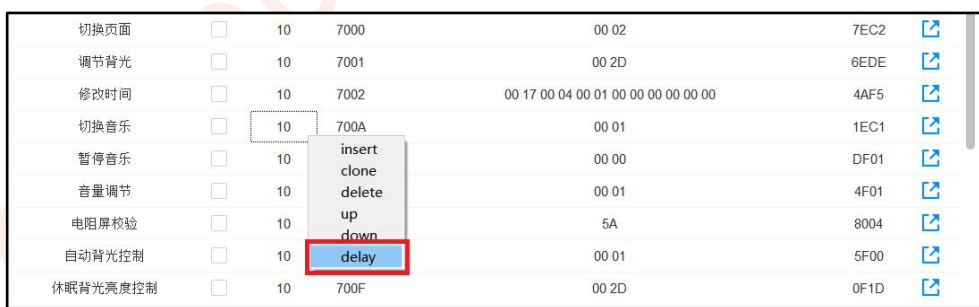 切换页面 10 7000 00 02 7EC2
调节背光 10 7001 00 2D 6EDE
修改时间 10 7002 00 17 00 04 00 01 00 00 00 00 00 00 4AF5
切换音乐 10 700A 00 01 1EC1
暂停音乐 10 insert 00 00 DF01
clone
音量调节 10 delete 00 01 4F01
电阻屏校验 10 up 5A 8004
down
自动背光控制 10 delay 00 01 5F00
休眠背光亮度控制 10 700F 00 2D 0F1D